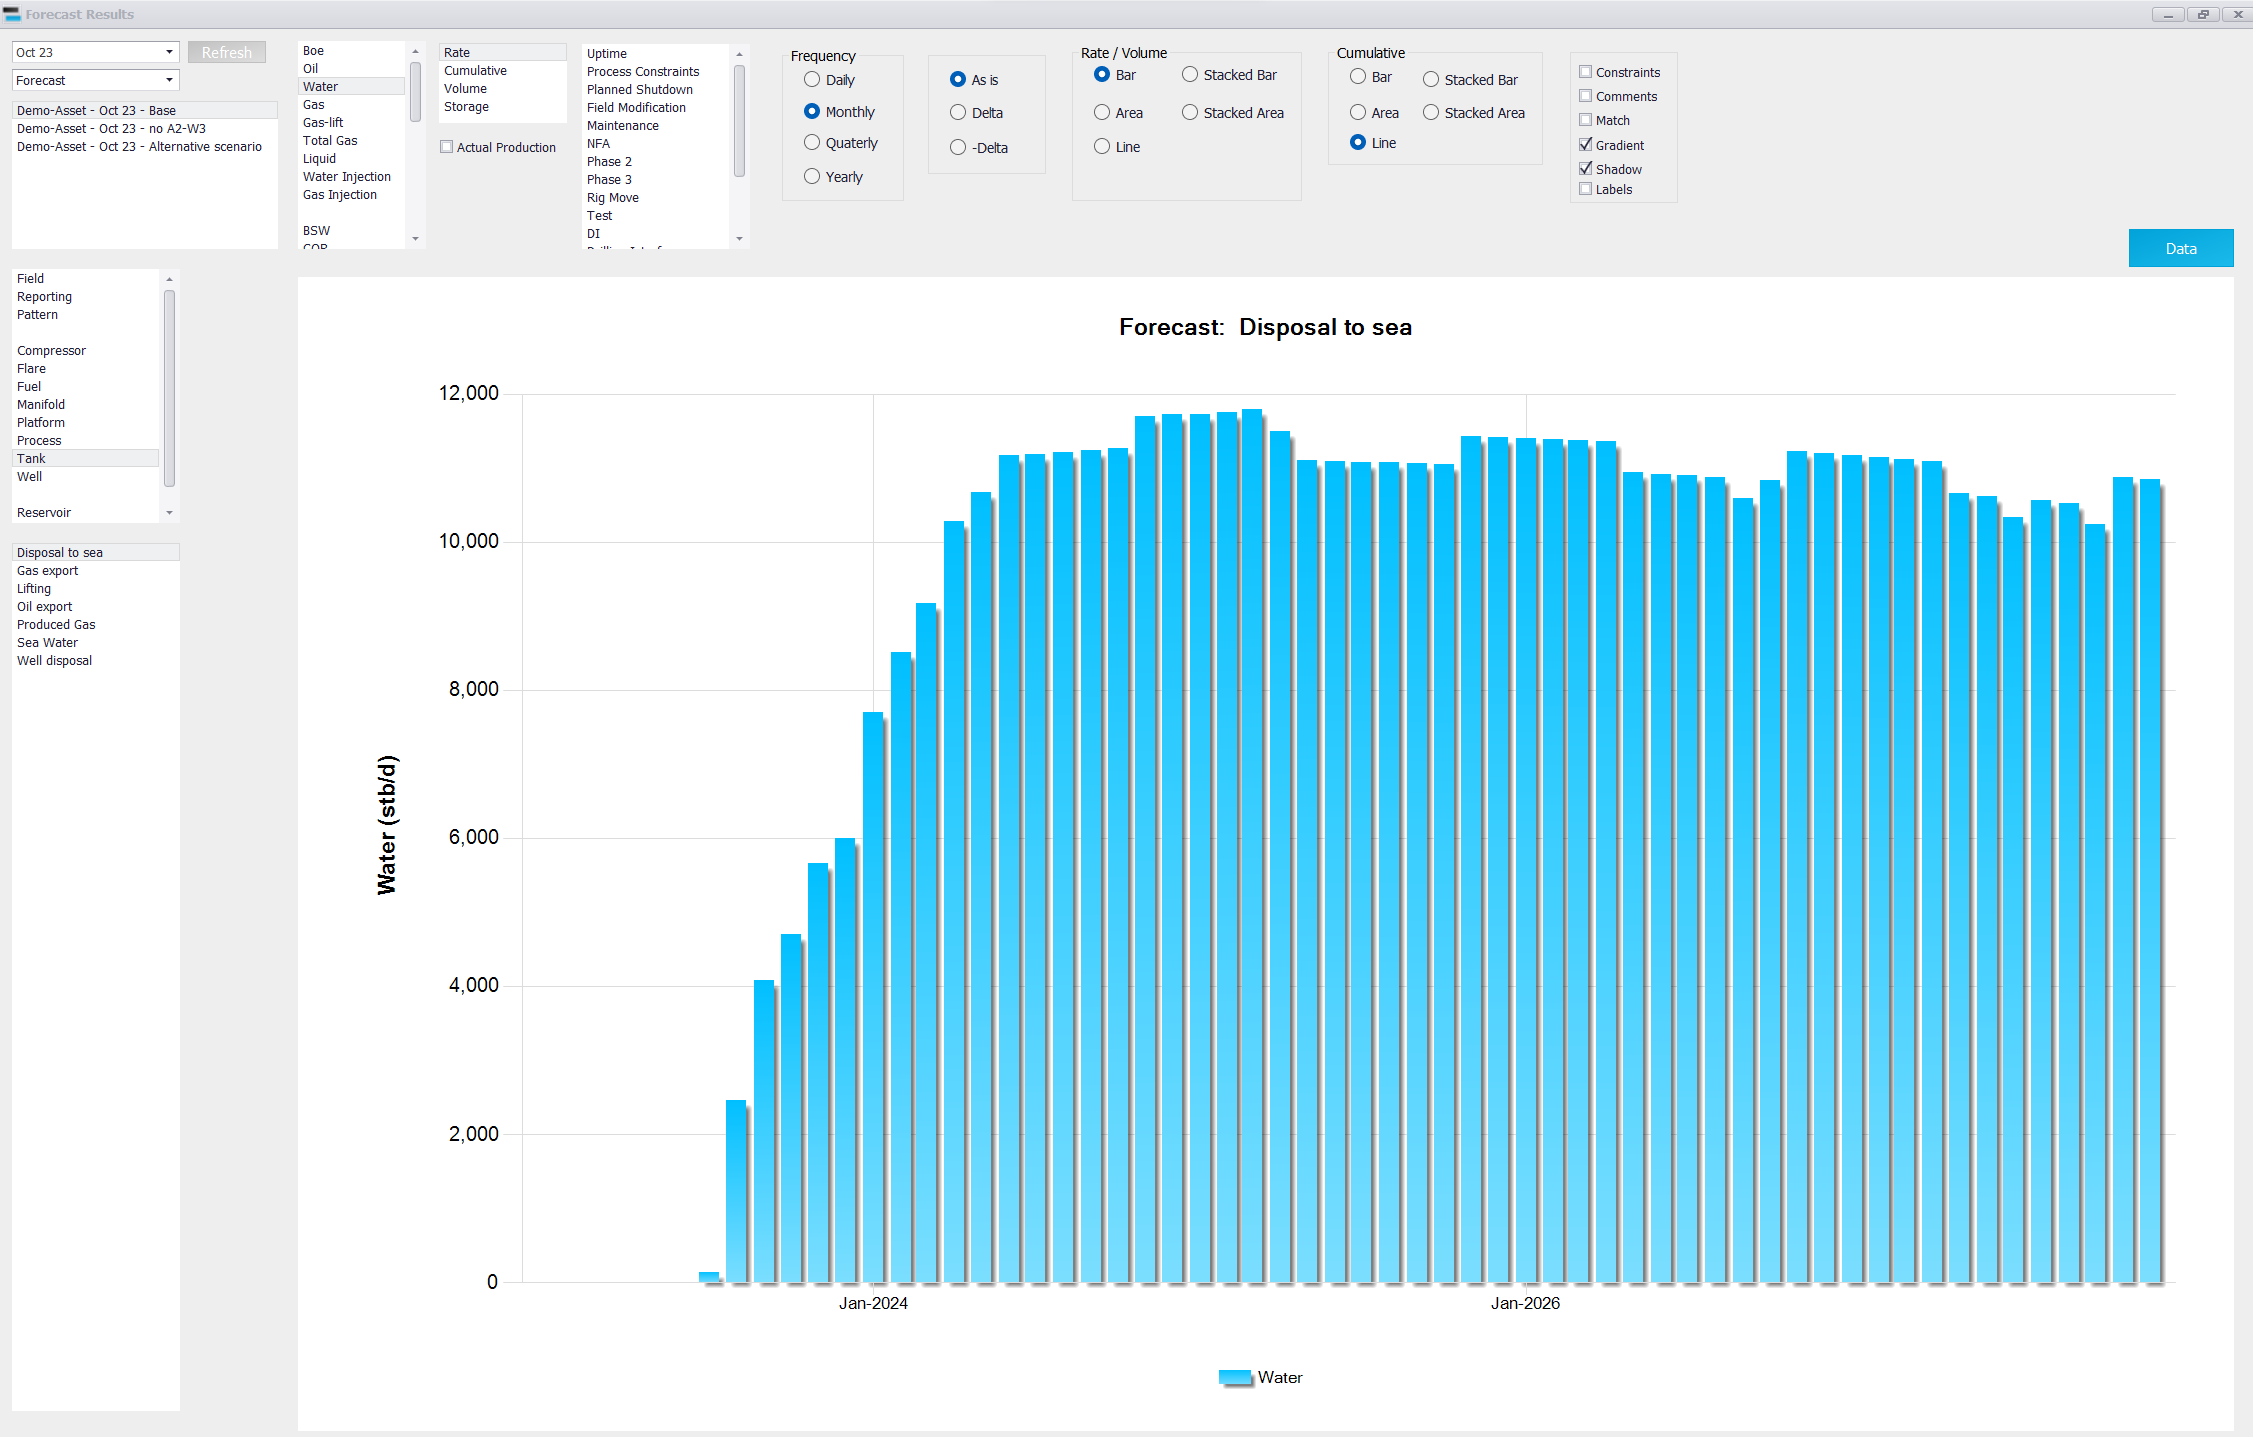 Forecast Results
Oct 23
Refresh
Forecast
Demo-Asset - Oct 23 - Base
Demo-Asset - Oct 23 - no A2-W3
Demo-Asset - Oct 23 - Alternative scenario
Boe
Oil
Water
Gas
Gas-lift
Total Gas
Liquid
Water Injection
Gas Injection
BSW
Rate
Cumulative
Volume
Storage
Actual Production
Uptime
Process Constraints
Planned Shutdown
Field Modification
Maintenance
NFA
Phase 2
Phase 3
Rig Move
Test
DI
Frequency
Daily
Monthly
Quaterly
Yearly
As is
Delta
-Delta
Rate / Volume
Bar
Stacked Bar
Area
Stacked Area
Line
Cumulative
Bar
Stacked Bar
Area
Stacked Area
Line
Constraints
Comments
Match
Gradient
Shadow
Labels
Data
Field
Reporting
Pattern
Compressor
Flare
Fuel
Manifold
Platform
Process
Tank
Well
Reservoir
Disposal to sea
Gas export
Lifting
Oil export
Produced Gas
Sea Water
Well disposal
Forecast: Disposal to sea
12,000
10,000
8,000
6,000
4,000
2,000
0
Water (stb/d)
Jan-2024
Jan-2026
Water